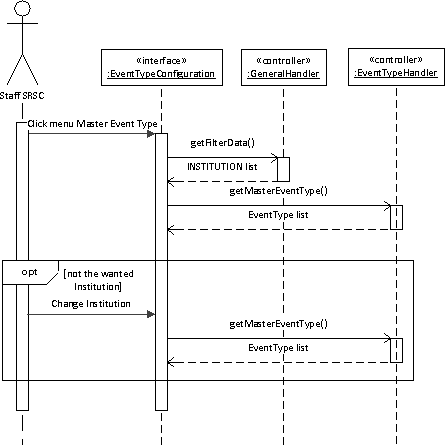 «interface»
:EventTypeConfiguration
«controller»
:GeneralHandler
«controller»
:EventTypeHandler
Staff SRSC
Click menu Master Event Type
getFilterData()
INSTITUTION list
getMasterEventType()
EventType list
opt
[not the wanted
Institution]
Change Institution
getMasterEventType()
EventType list